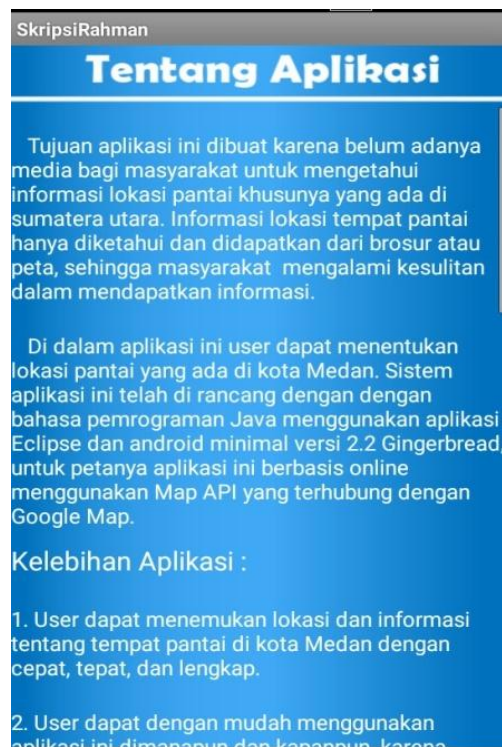 SkripsiRahman
Tentang Aplikasi
Tujuan aplikasi ini dibuat karena belum adanya
media bagi masyarakat untuk mengetahui
informasi lokasi pantai khusunya yang ada di
sumatera utara. Informasi lokasi tempat pantai
hanya diketahui dan didapatkan dari brosur atau
peta, sehingga masyarakat mengalami kesulitan
dalam mendapatkan informasi.
Di dalam aplikasi ini user dapat menentukan
lokasi pantai yang ada di kota Medan. Sistem
aplikasi ini telah di rancang dengan dengan
bahasa pemrograman Java menggunakan aplikasi
Eclipse dan android minimal versi 2.2 Gingerbread,
untuk petanya aplikasi ini berbasis online
menggunakan Map API yang terhubung dengan
Google Map.
Kelebihan Aplikasi :
1. User dapat menemukan lokasi dan informasi
tentang tempat pantai di kota Medan dengan
cepat, tepat, dan lengkap.
2. User dapat dengan mudah menggunakan
aplikasi ini dimanapun dan kapanpun, karena